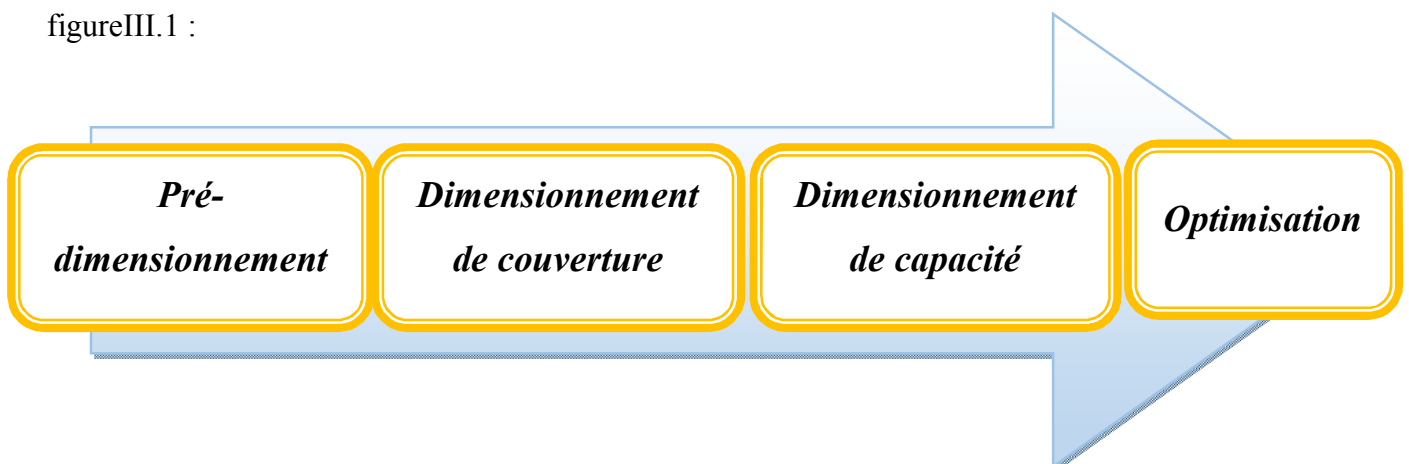 figureIII.1 :
Pré-
dimensionnement
Dimensionnement
de couverture
Dimensionnement
de capacité
Optimisation